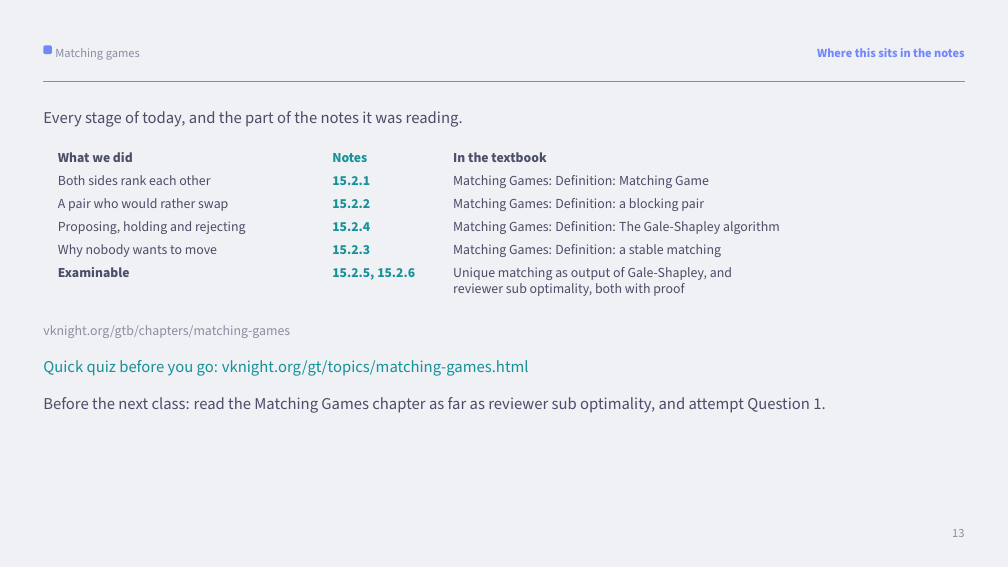 Matching games
Where this sits in the notes
Every stage of today, and the part of the notes it was reading.
What we did Notes In the textbook
Both sides rank each other 15.2.1 Matching Games: Definition: Matching Game
A pair who would rather swap 15.2.2 Matching Games: Definition: a blocking pair
Proposing, holding and rejecting 15.2.4 Matching Games: Definition: The Gale-Shapley algorithm
Why nobody wants to move 15.2.3 Matching Games: Definition: a stable matching
Examinable 15.2.5, 15.2.6 Unique matching as output of Gale-Shapley, and
reviewer sub optimality, both with proof
vknight.org/gtb/chapters/matching-games
Quick quiz before you go: vknight.org/gt/topics/matching-games.html
Before the next class: read the Matching Games chapter as far as reviewer sub optimality, and attempt Question 1.
13